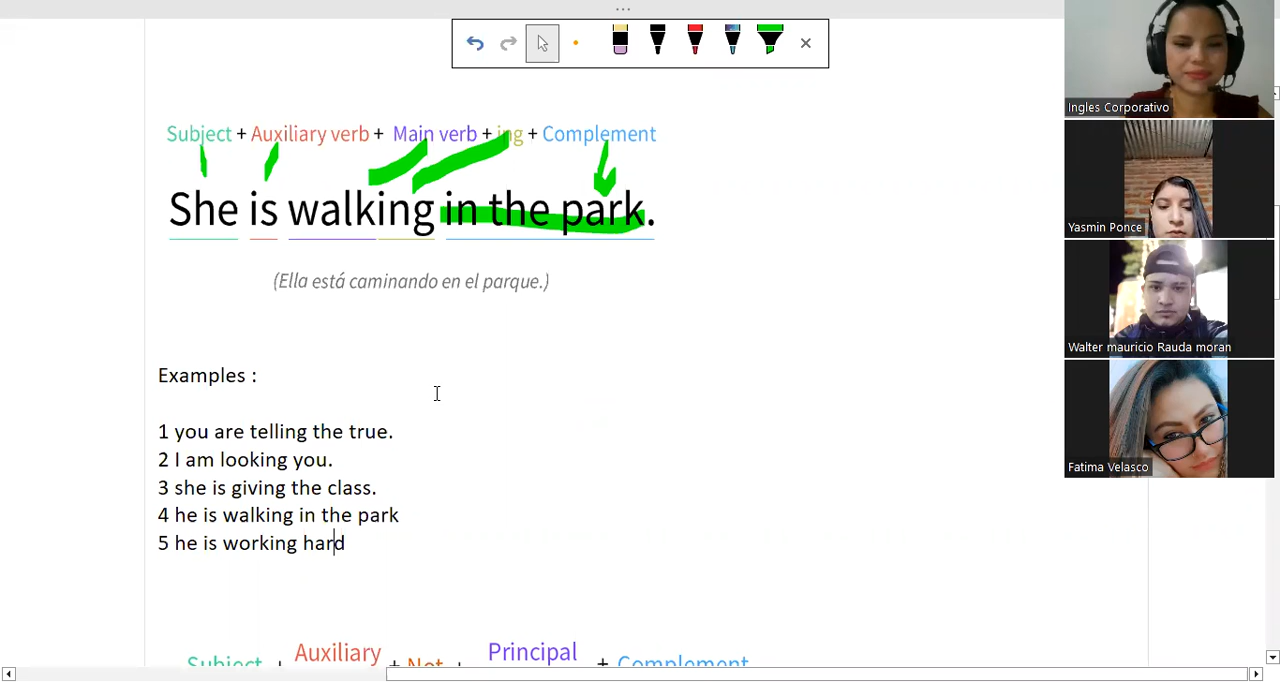 Subject + Auxiliary verb + Main verb + ing + Complement
She is walking in the park.
(Ella está caminando en el parque.)
Examples :
1 you are telling the true.
2 I am looking you.
3 she is giving the class.
4 he is walking in the park
5 he is working hard
Subject + Auxiliary + Not + Principal + Complement
Ingles Corporativo
Yasmin Ponce
Walter mauricio Rauda moran
Fatima Velasco